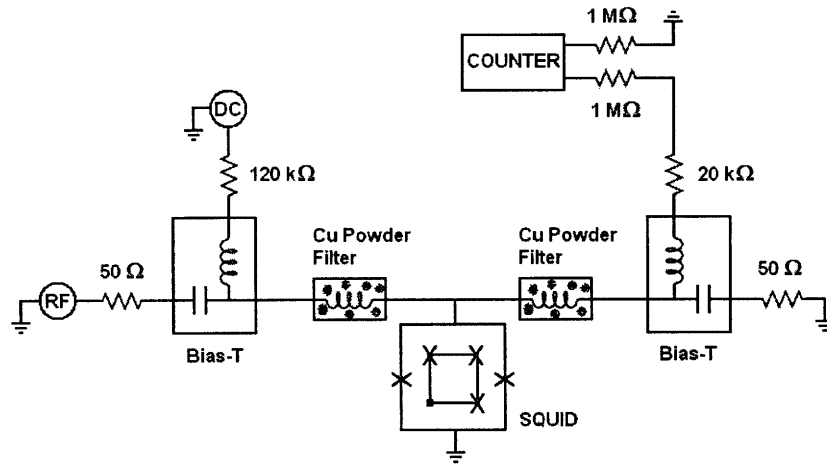 1 MΩ
COUNTER
1 MΩ
DC
120 kΩ
20 kΩ
Cu Powder
Filter
Cu Powder
Filter
50 Ω
50 Ω
RF
Bias-T
Bias-T
SQUID